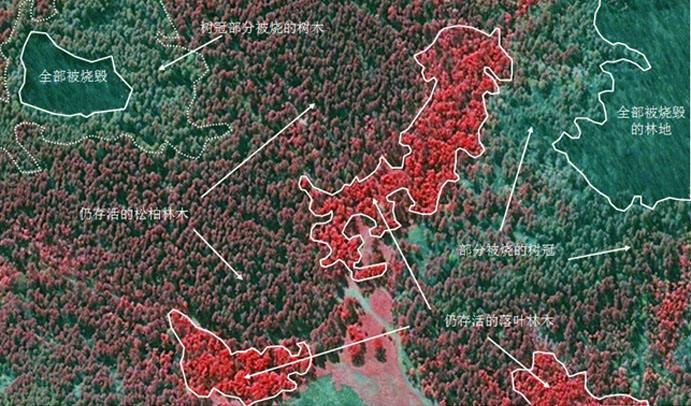 树冠部分被烧的树木
全部被烧毁
全部被烧毁
的林地
仍存活的松柏林木
部分被烧的树冠
仍存活的落叶林木